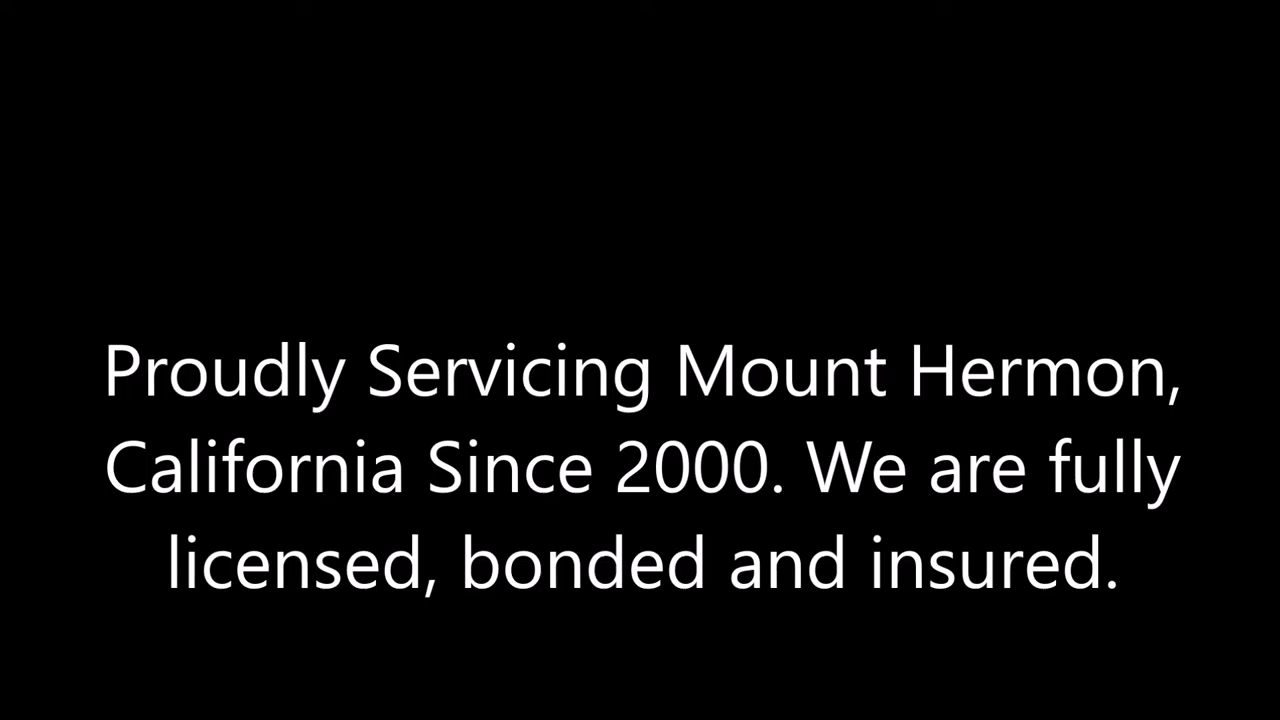 Proudly Servicing Mount Hermon,
California Since 2000. We are fully
licensed, bonded and insured.